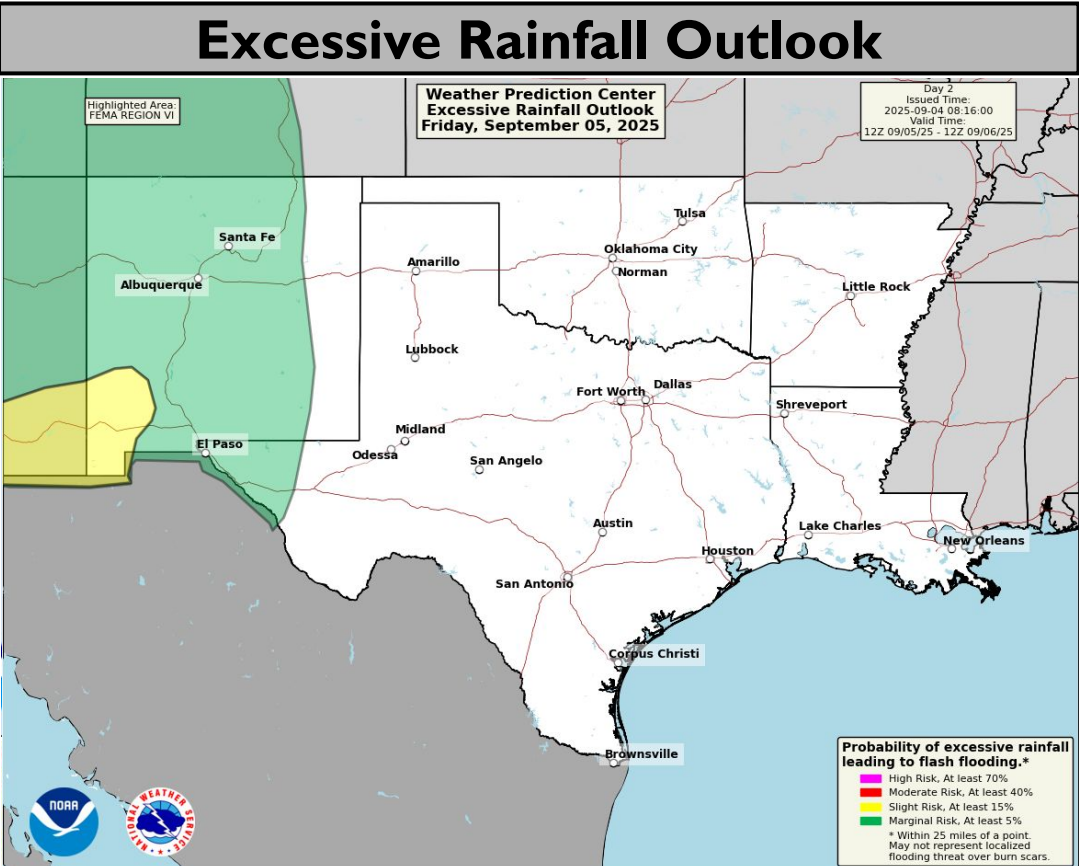 Excessive Rainfall Outlook
Highlighted Area:
FEMA REGION VI
Weather Prediction Center
Excessive Rainfall Outlook
Friday, September 05, 2025
Day 2
Issued Time:
2025-09-04 08:16:00
Valid Time:
12Z 09/05/25 - 12Z 09/06/25
Tulsa
Santa Fe
Oklahoma City
Amarillo
Norman
Albuquerque
Little Rock
Lubbock
Dallas
Fort Worth
Shreveport
Midland
El Paso
Odessa
San Angelo
Austin
Lake Charles
New Orleans
Houston
San Antonio
Corpus Christi
Brownsville
Probability of excessive rainfall
leading to flash flooding.*
High Risk, At least 70%
Moderate Risk, At least 40%
Slight Risk, At least 15%
Marginal Risk, At least 5%
* Within 25 miles of a point.
May not represent localized
flooding threat over burn scars.
NOAA
NATIONAL WEATHER SERVICE